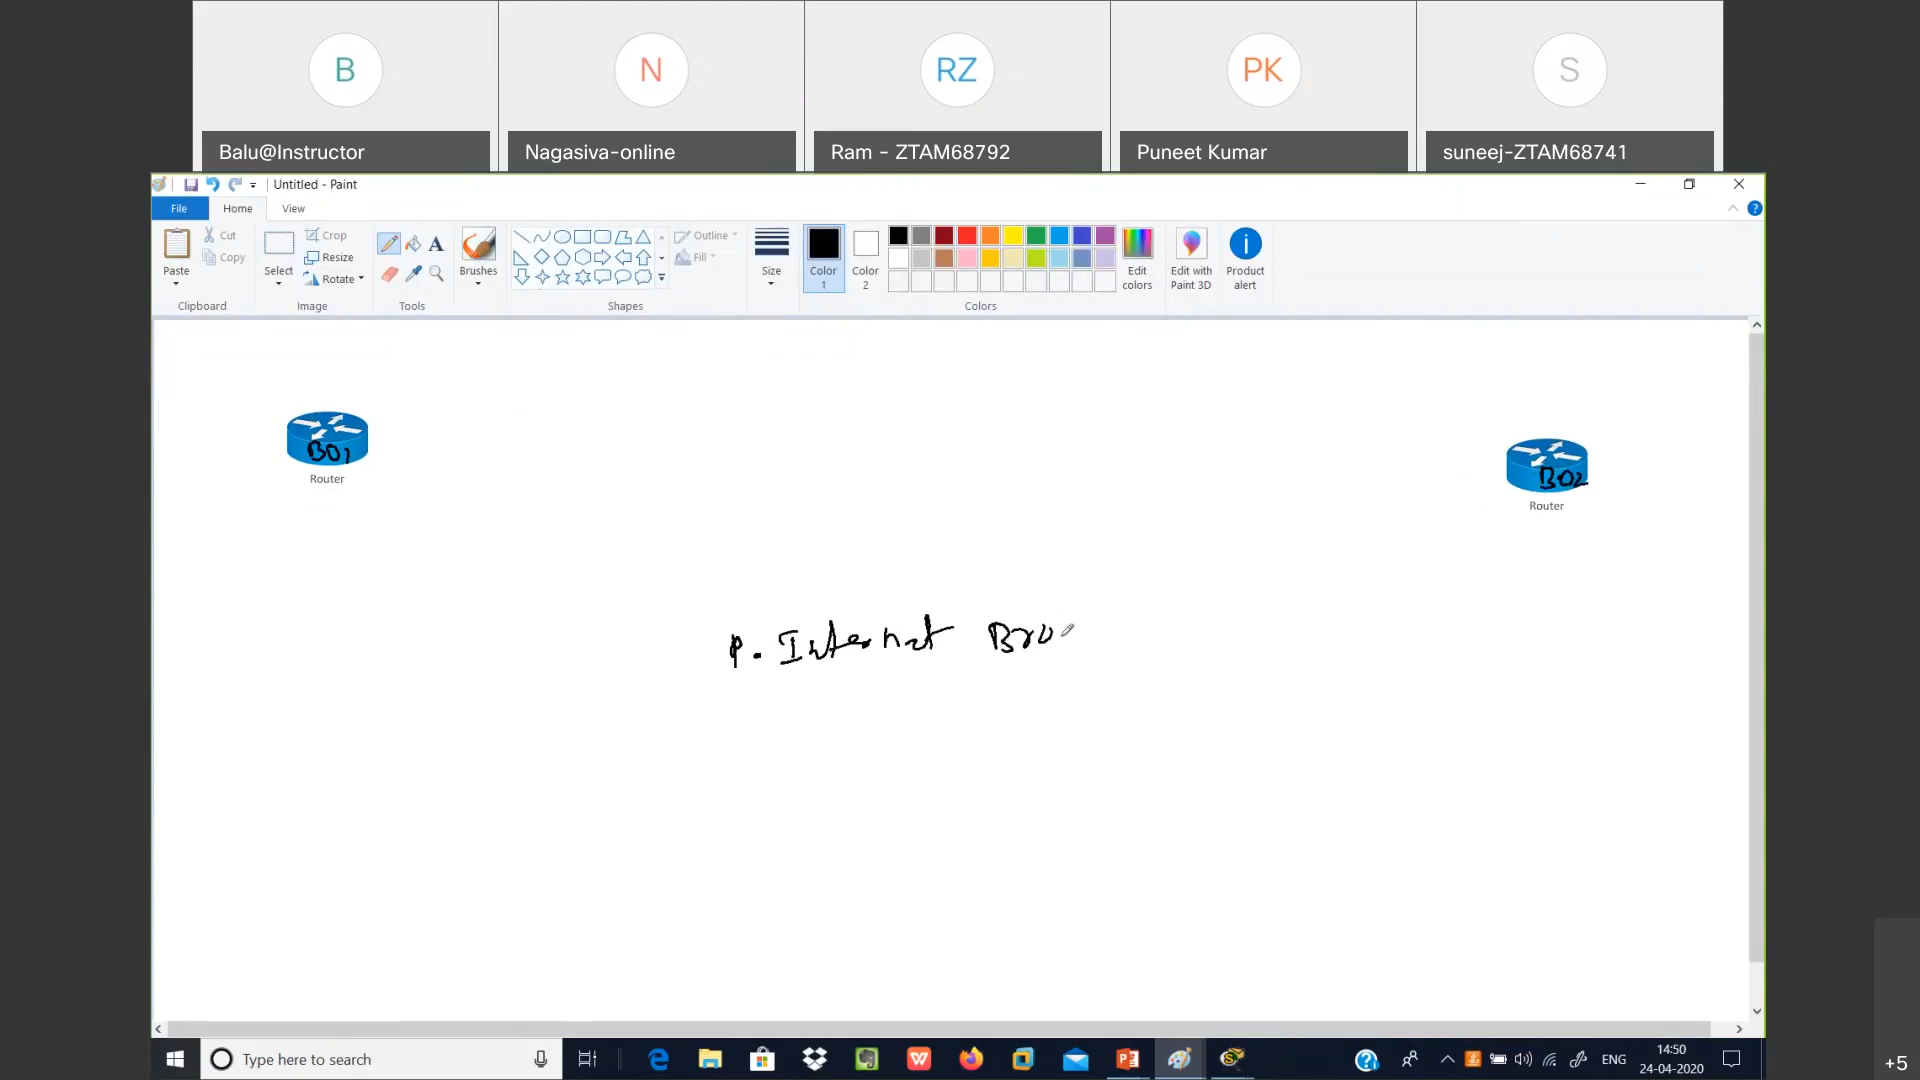 B N RZ PK S
Balu@Instructor Nagasiva-online Ram - ZTAM68792 Puneet Kumar suneej-ZTAM68741
Untitled - Paint
File Home View
Paste
Cut
Copy
Clipboard
Select
Crop
Resize
Rotate
Image
A
Tools
Brushes
Outline
Fill
Shapes
Size
Color
1
Color
2
Edit
colors
Colors
Edit with
Paint 3D
Product
alert
BO1
Router
BO2
Router
P. Internet Bro
Type here to search
ENG
14:50
24-04-2020
+5